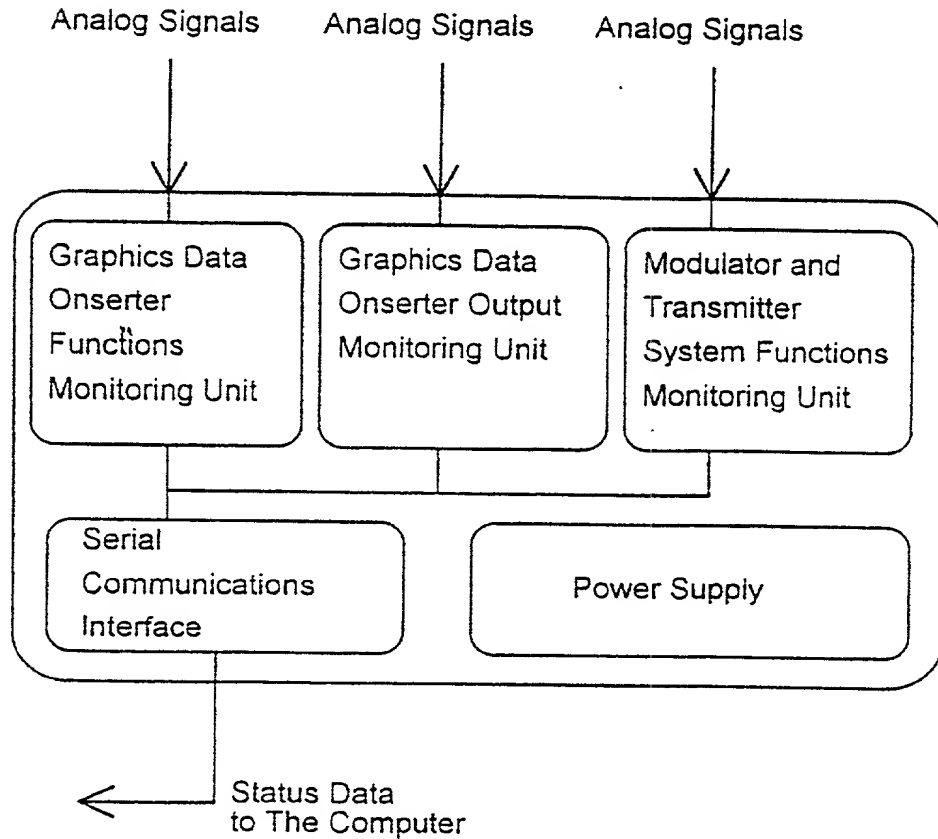 Analog Signals
Analog Signals
Analog Signals
Graphics Data
Onserter
Functions
Monitoring Unit
Graphics Data
Onserter Output
Monitoring Unit
Modulator and
Transmitter
System Functions
Monitoring Unit
Serial
Communications
Interface
Power Supply
Status Data
to The Computer